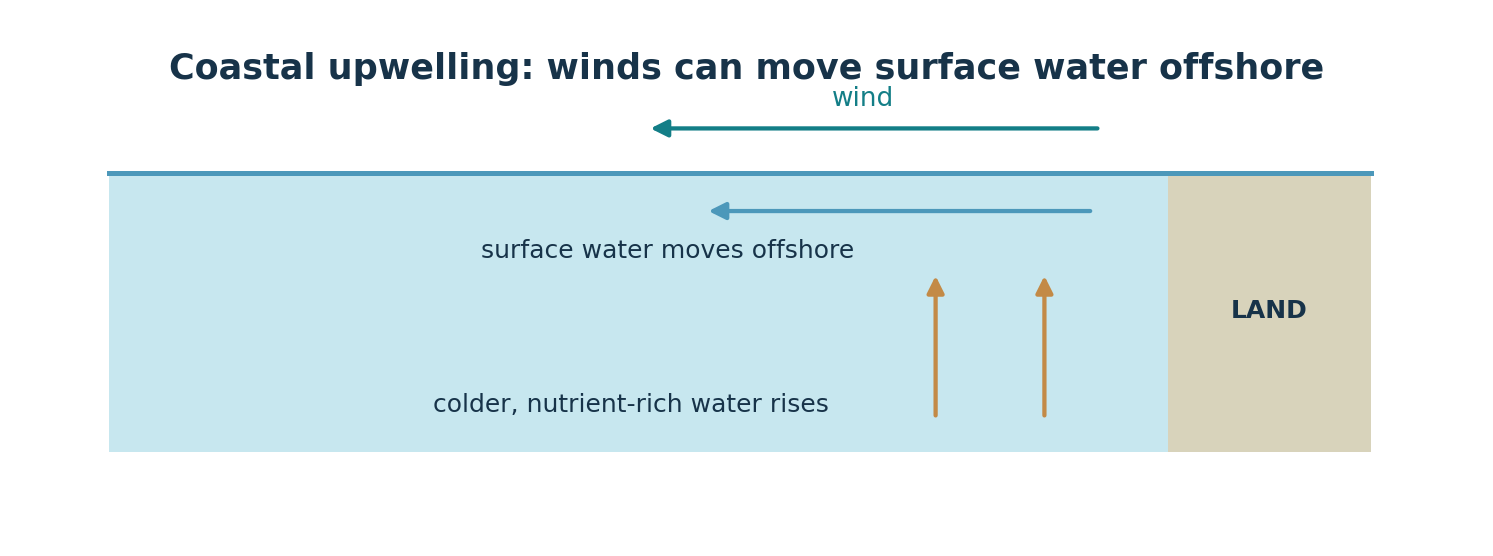 Coastal upwelling: winds can move surface water offshore
wind
surface water moves offshore
LAND
colder, nutrient-rich water rises